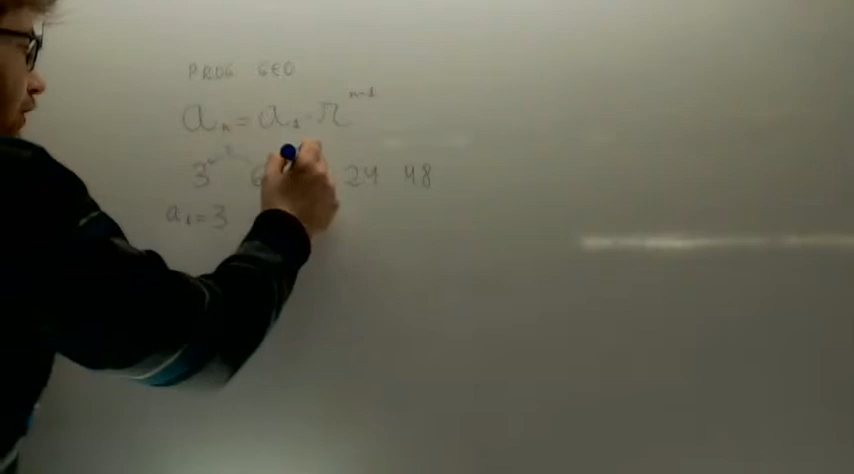 PROG GEO
aₙ = a₁ · r^(n-1)
3 6 24 48
a₁=3